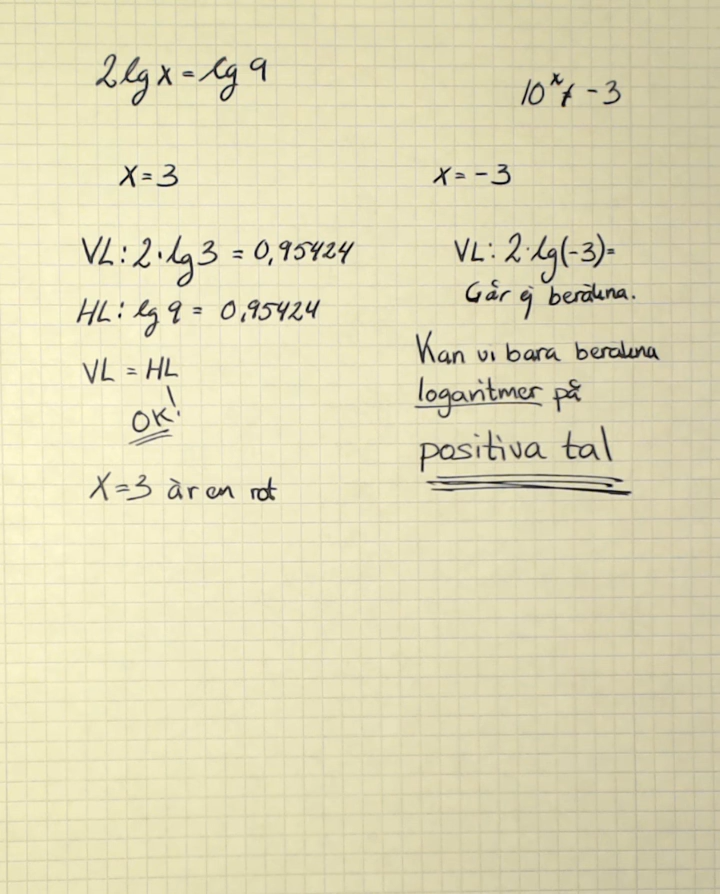 2lg x = lg 9
10^x ≠ -3
x = 3
VL: 2·lg 3 = 0,95424
HL: lg 9 = 0,95424
VL = HL
OK!
X=3 är en rot
x = -3
VL: 2·lg(-3)=
Går ej beräkna.
Kan vi bara beräkna
logaritmer på
positiva tal